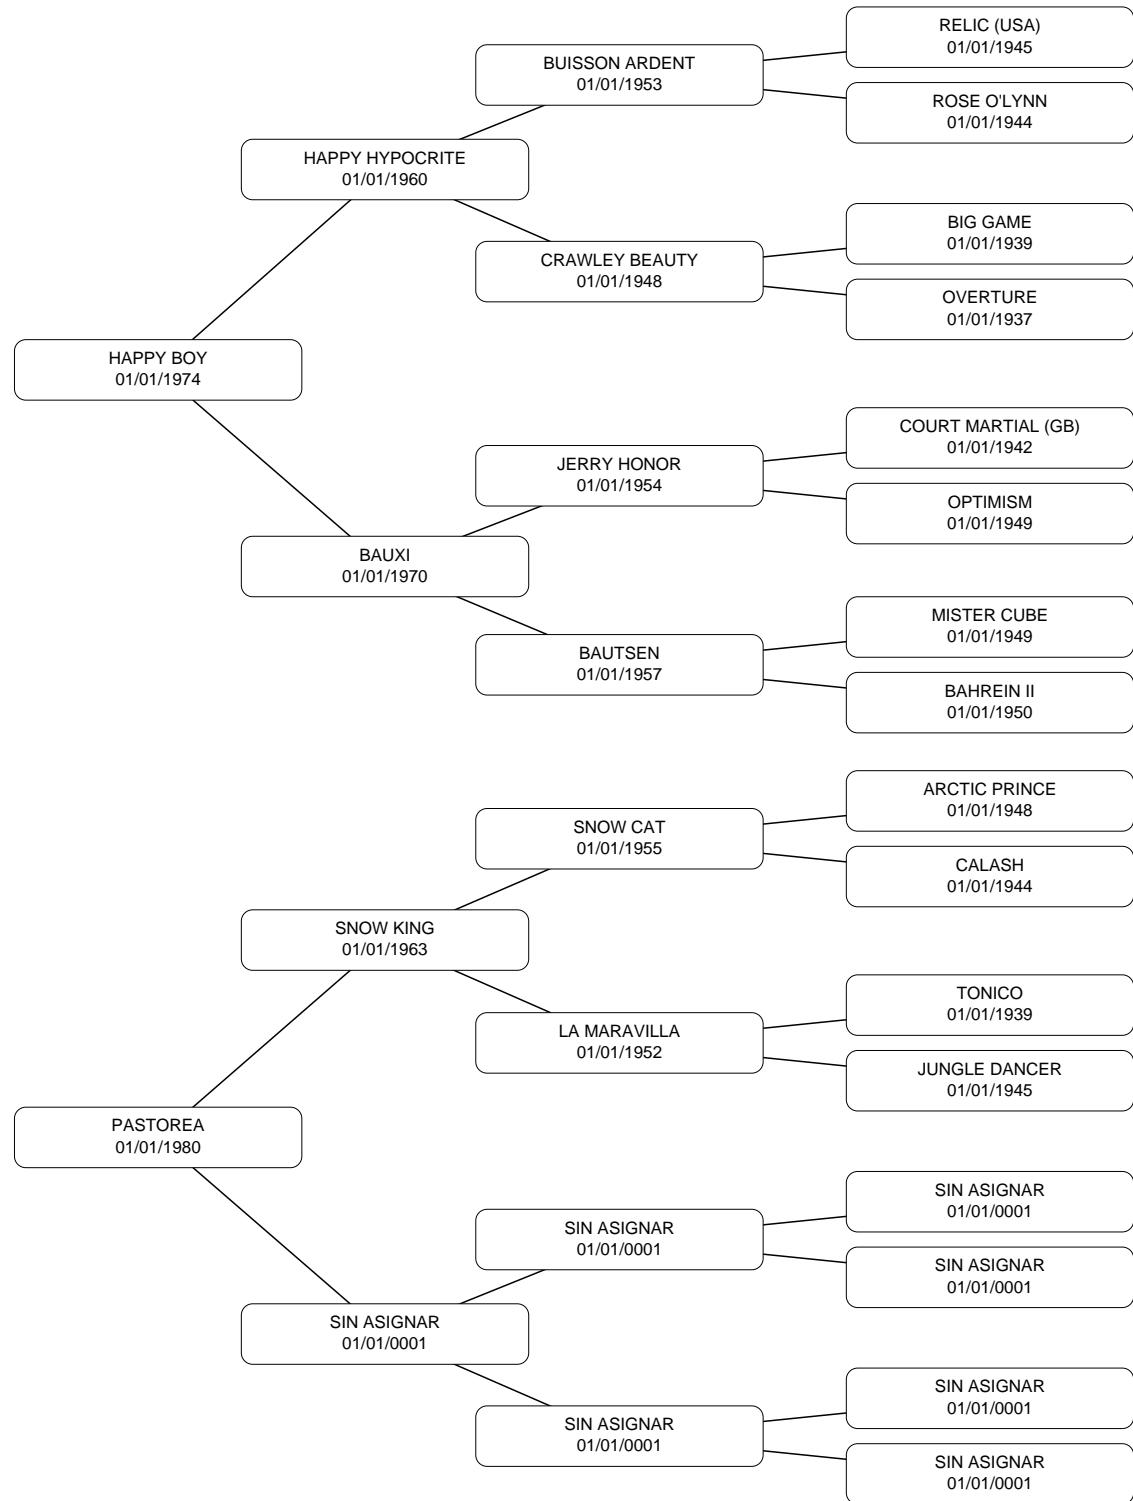 RELIC (USA)
01/01/1945
BUISSON ARDENT
01/01/1953
ROSE O'LYNN
01/01/1944
HAPPY HYPOCRITE
01/01/1960
BIG GAME
01/01/1939
CRAWLEY BEAUTY
01/01/1948
OVERTURE
01/01/1937
HAPPY BOY
01/01/1974
COURT MARTIAL (GB)
01/01/1942
JERRY HONOR
01/01/1954
OPTIMISM
01/01/1949
BAUXI
01/01/1970
MISTER CUBE
01/01/1949
BAUTSEN
01/01/1957
BAHREIN II
01/01/1950
ARCTIC PRINCE
01/01/1948
SNOW CAT
01/01/1955
CALASH
01/01/1944
SNOW KING
01/01/1963
TONICO
01/01/1939
LA MARAVILLA
01/01/1952
JUNGLE DANCER
01/01/1945
PASTOREA
01/01/1980
SIN ASIGNAR
01/01/0001
SIN ASIGNAR
01/01/0001
SIN ASIGNAR
01/01/0001
SIN ASIGNAR
01/01/0001
SIN ASIGNAR
01/01/0001
SIN ASIGNAR
01/01/0001
SIN ASIGNAR
01/01/0001